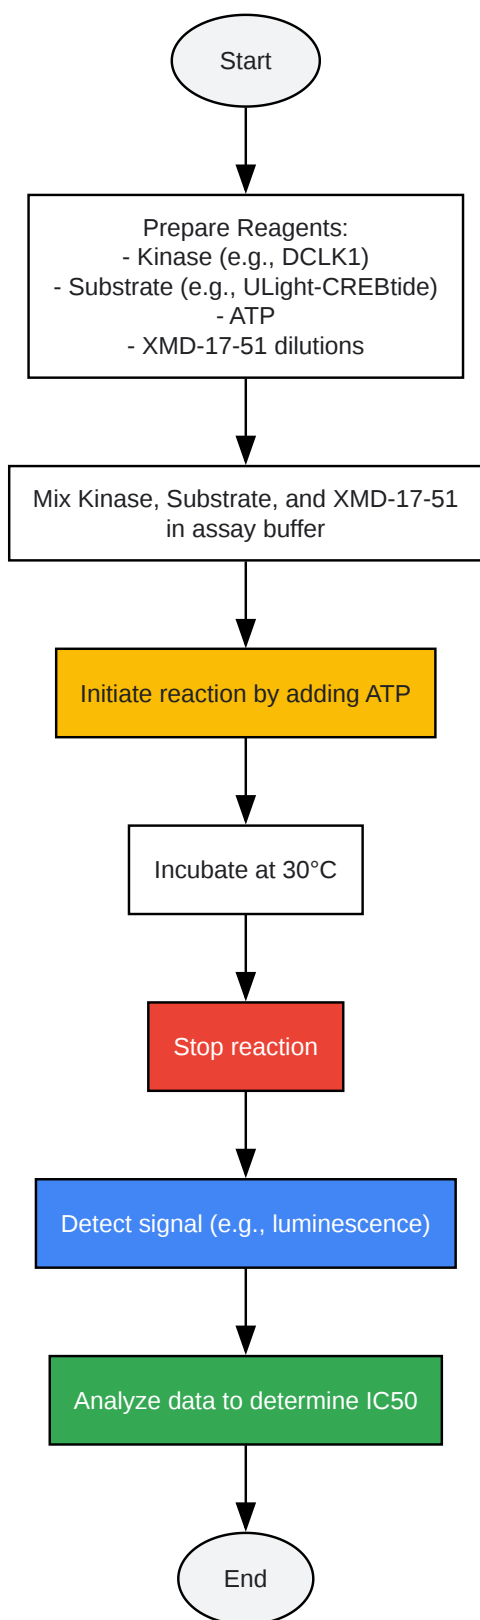 Start
Prepare Reagents:
- Kinase (e.g., DCLK1)
- Substrate (e.g., ULight-CREBtide)
- ATP
- XMD-17-51 dilutions
Mix Kinase, Substrate, and XMD-17-51
in assay buffer
Initiate reaction by adding ATP
Incubate at 30°C
Stop reaction
Detect signal (e.g., luminescence)
Analyze data to determine IC50
End